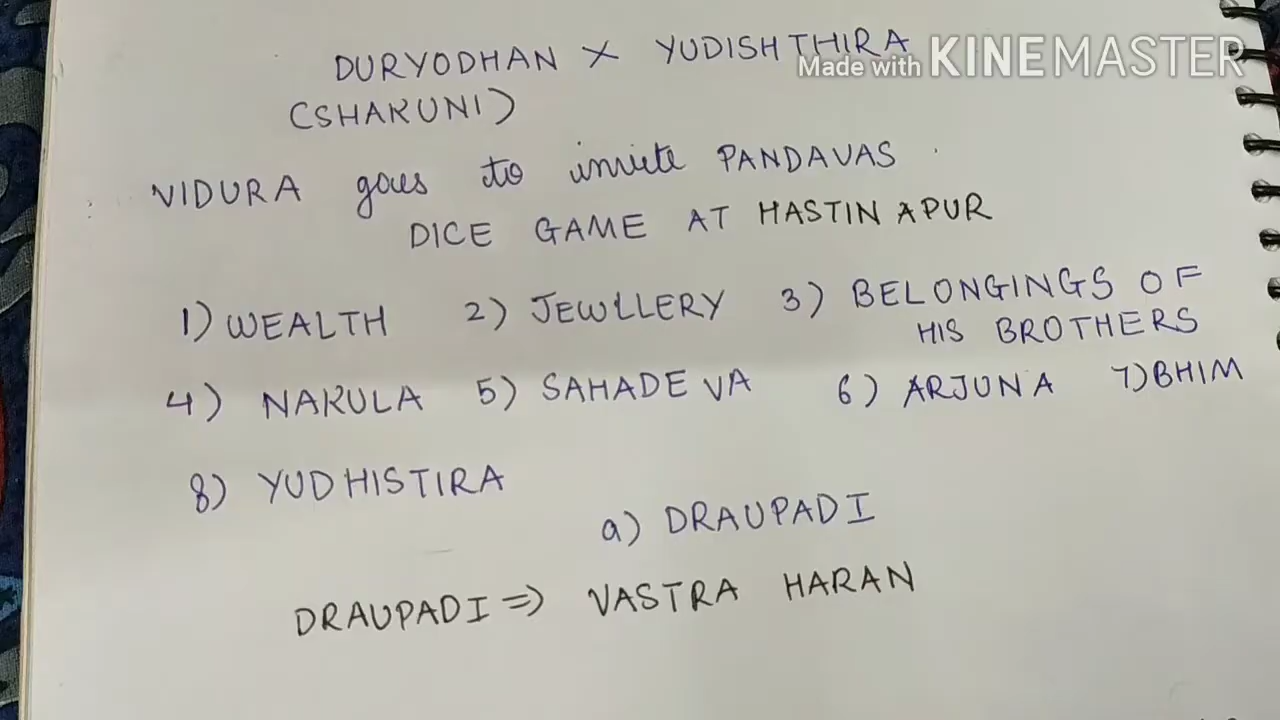 DURYODHAN X YUDISHTHIRA
Made with KINEMASTER
(SHAKUNI)
VIDURA goes to invite PANDAVAS
DICE GAME AT HASTINAPUR
1) WEALTH 2) JEWLLERY 3) BELONGINGS OF
HIS BROTHERS
4) NAKULA 5) SAHADEVA 6) ARJUNA 7) BHIM
8) YUDHISTIRA
a) DRAUPADI
DRAUPADI => VASTRA HARAN